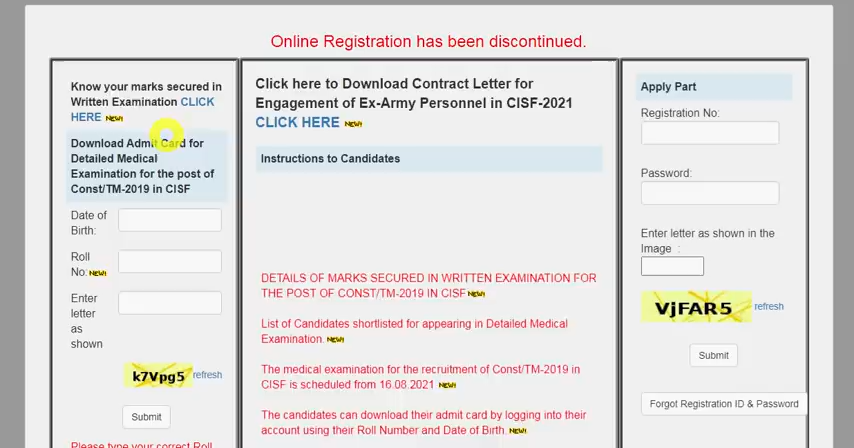 Online Registration has been discontinued.
Know your marks secured in
Written Examination CLICK
HERE NEW!
Download Admit Card for
Detailed Medical
Examination for the post of
Const/TM-2019 in CISF
Date of
Birth:
Roll
No: NEW!
Enter
letter
as
shown
k7Vpg5 refresh
Submit
Please type your correct Roll
Click here to Download Contract Letter for
Engagement of Ex-Army Personnel in CISF-2021
CLICK HERE NEW!
Instructions to Candidates
DETAILS OF MARKS SECURED IN WRITTEN EXAMINATION FOR
THE POST OF CONST/TM-2019 IN CISF NEW!
List of Candidates shortlisted for appearing in Detailed Medical
Examination. NEW!
The medical examination for the recruitment of Const/TM-2019 in
CISF is scheduled from 16.08.2021 NEW!
The candidates can download their admit card by logging into their
account using their Roll Number and Date of Birth. NEW!
Apply Part
Registration No:
Password:
Enter letter as shown in the
Image :
VjFAR5 refresh
Submit
Forgot Registration ID & Password